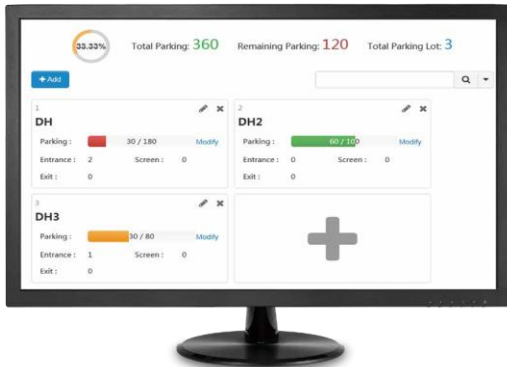 33.33% Total Parking: 360 Remaining Parking: 120 Total Parking Lot: 3
+ Add
1
DH
Parking : 30 / 180 Modify
Entrance : 2 Screen : 0
Exit : 0
2
DH2
Parking : 60 / 100 Modify
Entrance : 0 Screen : 0
Exit : 0
3
DH3
Parking : 30 / 80 Modify
Entrance : 1 Screen : 0
Exit : 0